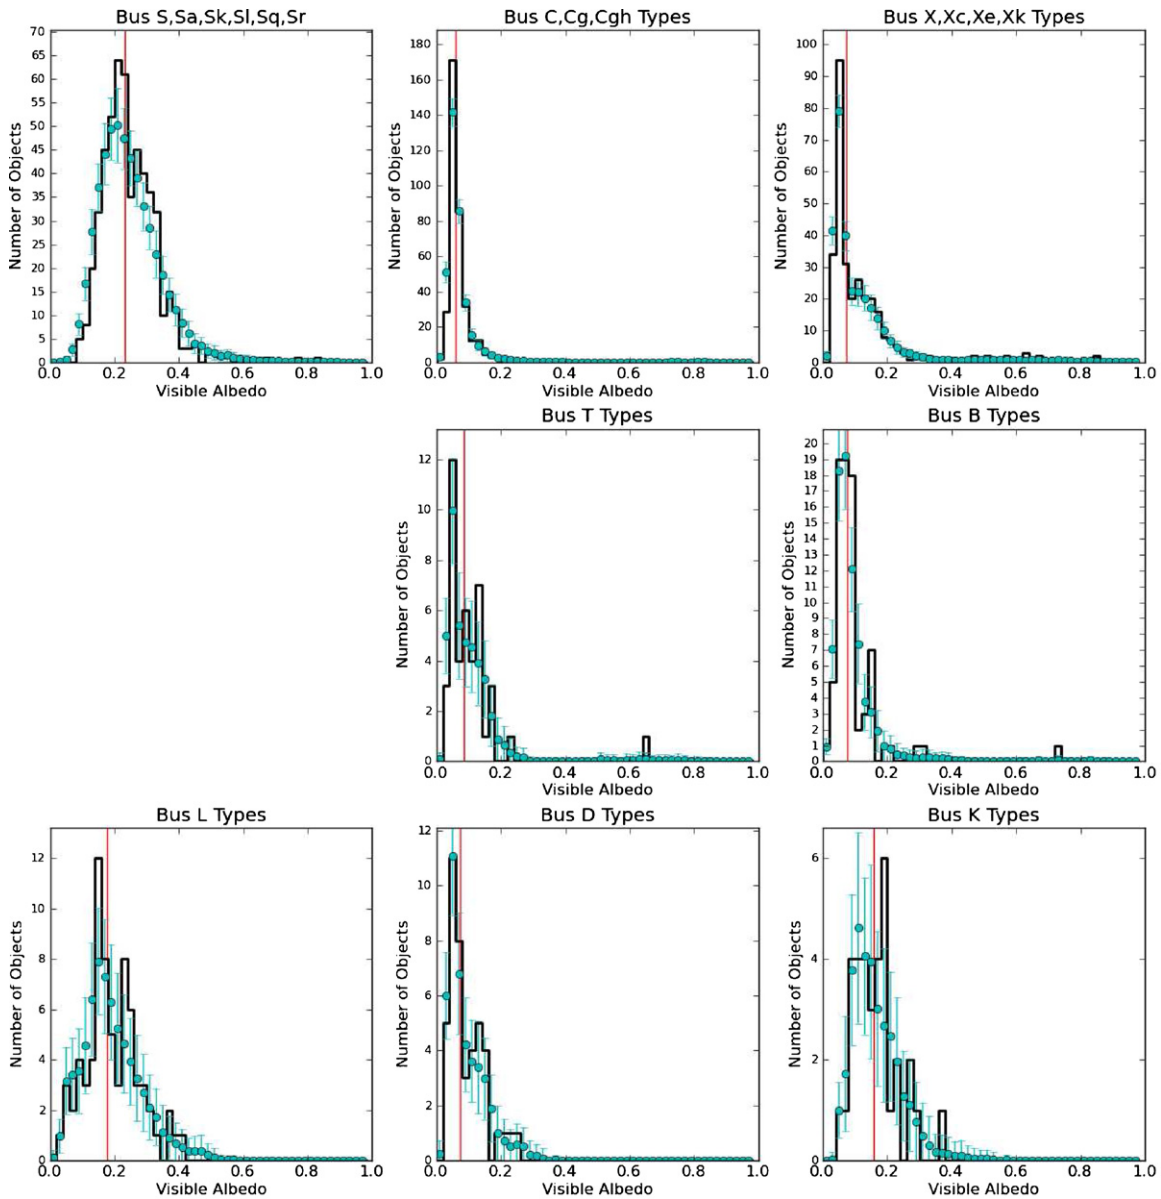 Bus S,Sa,Sk,Sl,Sq,Sr
70
65
60
55
50
45
40
35
30
25
20
15
10
5
0
Number of Objects
0.0 0.2 0.4 0.6 0.8 1.0
Visible Albedo
Bus C,Cg,Cgh Types
180
160
140
120
100
80
60
40
20
0
Number of Objects
0.0 0.2 0.4 0.6 0.8 1.0
Visible Albedo
Bus X,Xc,Xe,Xk Types
100
90
80
70
60
50
40
30
20
10
0
Number of Objects
0.0 0.2 0.4 0.6 0.8 1.0
Visible Albedo
Bus T Types
12
10
8
6
4
2
0
Number of Objects
0.0 0.2 0.4 0.6 0.8 1.0
Visible Albedo
Bus B Types
20
19
18
17
16
15
14
13
12
11
10
9
8
7
6
5
4
3
2
1
0
Number of Objects
0.0 0.2 0.4 0.6 0.8 1.0
Visible Albedo
Bus L Types
12
10
8
6
4
2
0
Number of Objects
0.0 0.2 0.4 0.6 0.8 1.0
Visible Albedo
Bus D Types
12
10
8
6
4
2
0
Number of Objects
0.0 0.2 0.4 0.6 0.8 1.0
Visible Albedo
Bus K Types
6
4
2
Number of Objects
0.0 0.2 0.4 0.6 0.8 1.0
Visible Albedo